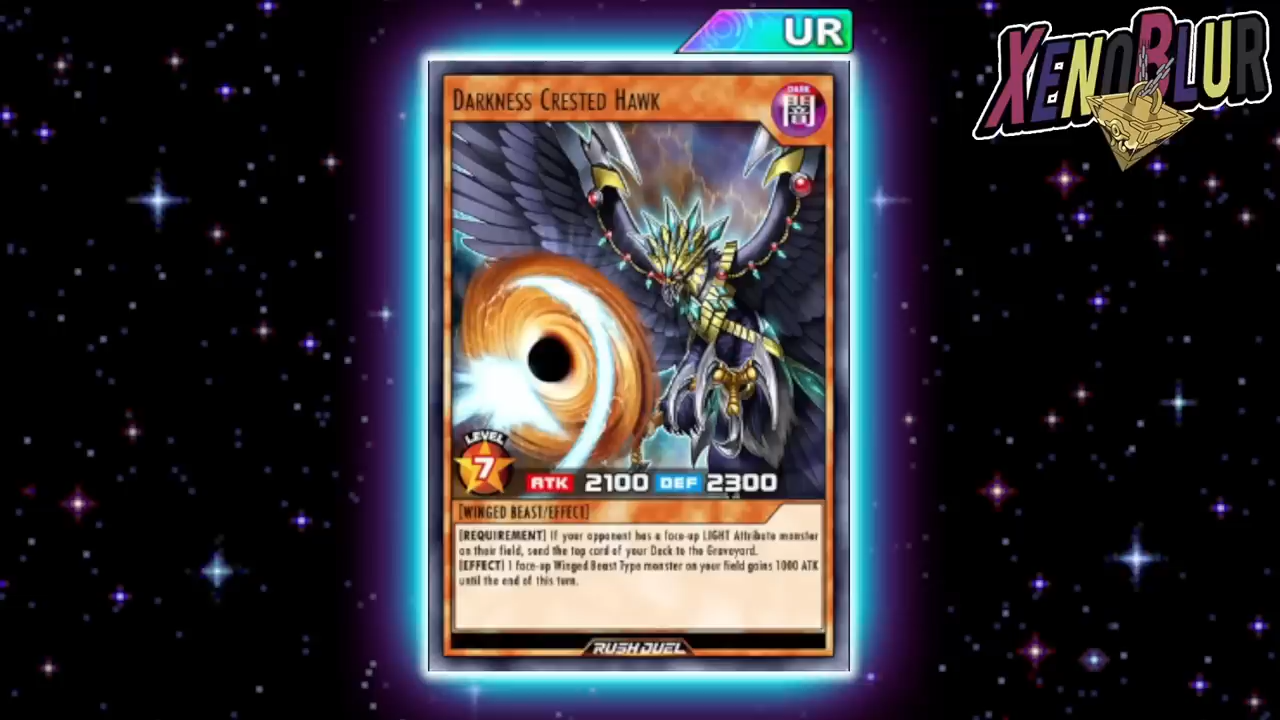 UR
XENOBLUR
DARKNESS CRESTED HAWK
DARK
闇
LEVEL
7
ATK 2100 DEF 2300
[WINGED BEAST/EFFECT]
[REQUIREMENT] If your opponent has a face-up LIGHT Attribute monster
on their field, send the top card of your Deck to the Graveyard.
[EFFECT] 1 face-up Winged Beast Type monster on your field gains 1000 ATK
until the end of this turn.
RUSH DUEL